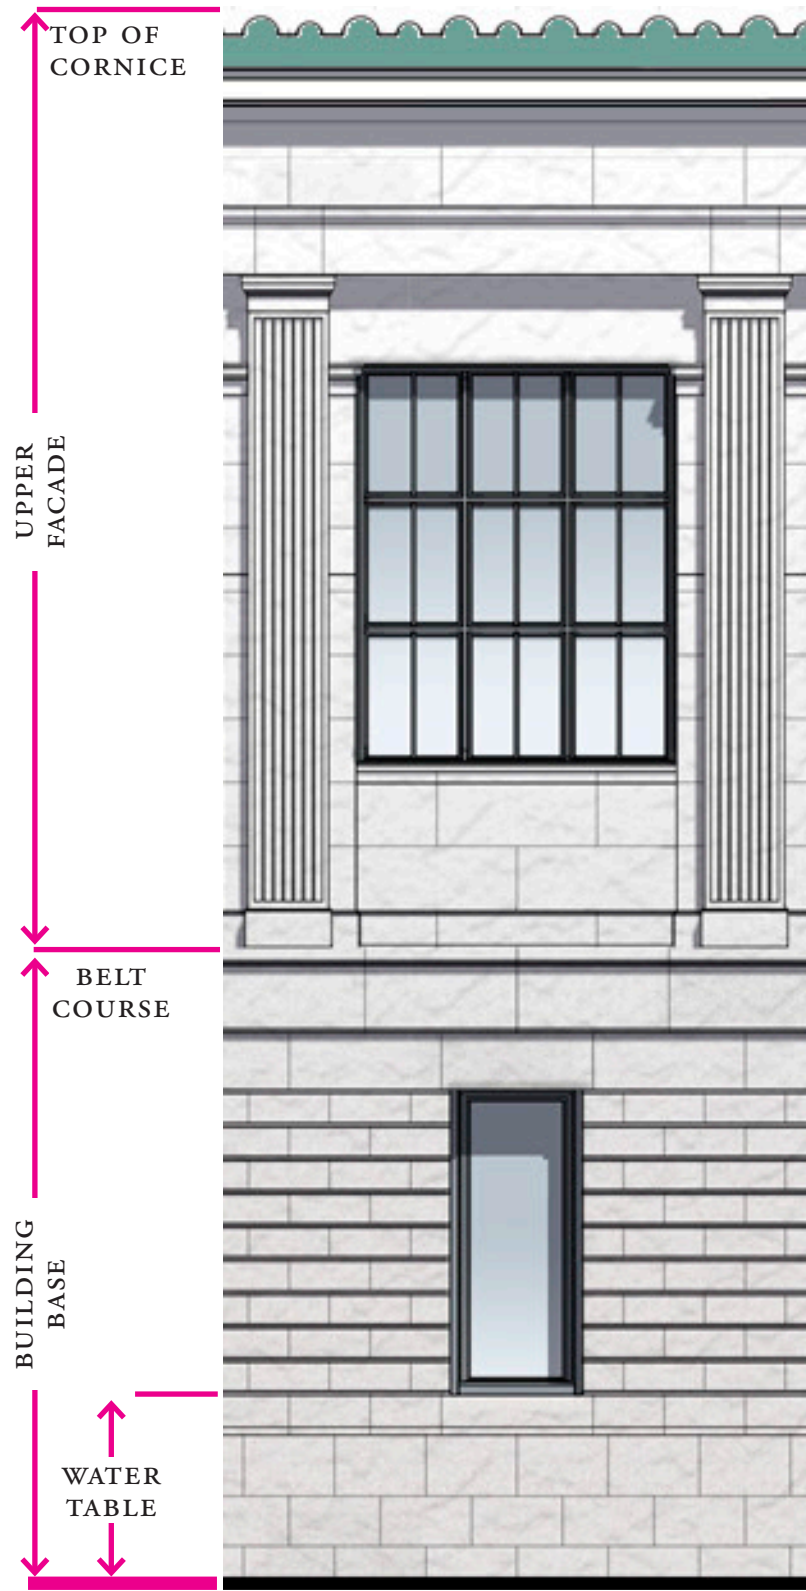 TOP OF
CORNICE
UPPER
FACADE
BELT
COURSE
BUILDING
BASE
WATER
TABLE